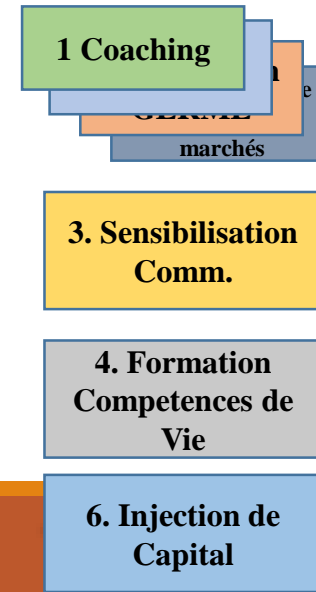 1 Coaching
marchés
3. Sensibilisation
Comm.
4. Formation
Competences de
Vie
6. Injection de
Capital